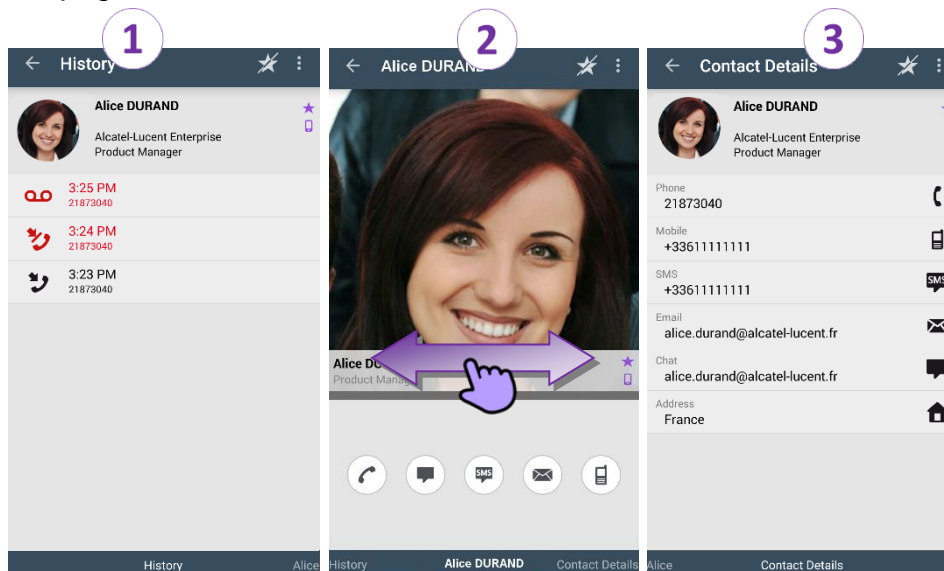 1
History
Alice DURAND
Alcatel-Lucent Enterprise
Product Manager
3:25 PM
21873040
3:24 PM
21873040
3:23 PM
21873040
History
Alice
2
Alice DURAND
Alice
Product
SMS
History
Alice DURAND
Contact Details
3
Contact Details
Alice DURAND
Alcatel-Lucent Enterprise
Product Manager
Phone
21873040
Mobile
+33611111111
SMS
+33611111111
SMS
Email
alice.durand@alcatel-lucent.fr
Chat
alice.durand@alcatel-lucent.fr
Address
France
Alice
Contact Details